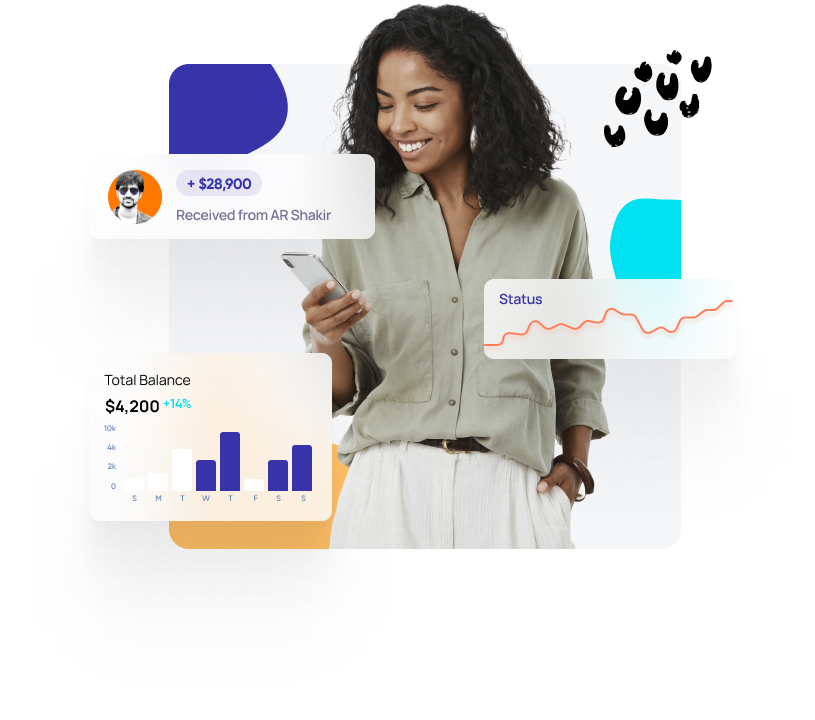 + $28,900
Received from AR Shakir
Status
Total Balance
$4,200 +14%
10k
4k
2k
0
S M T W T F S S